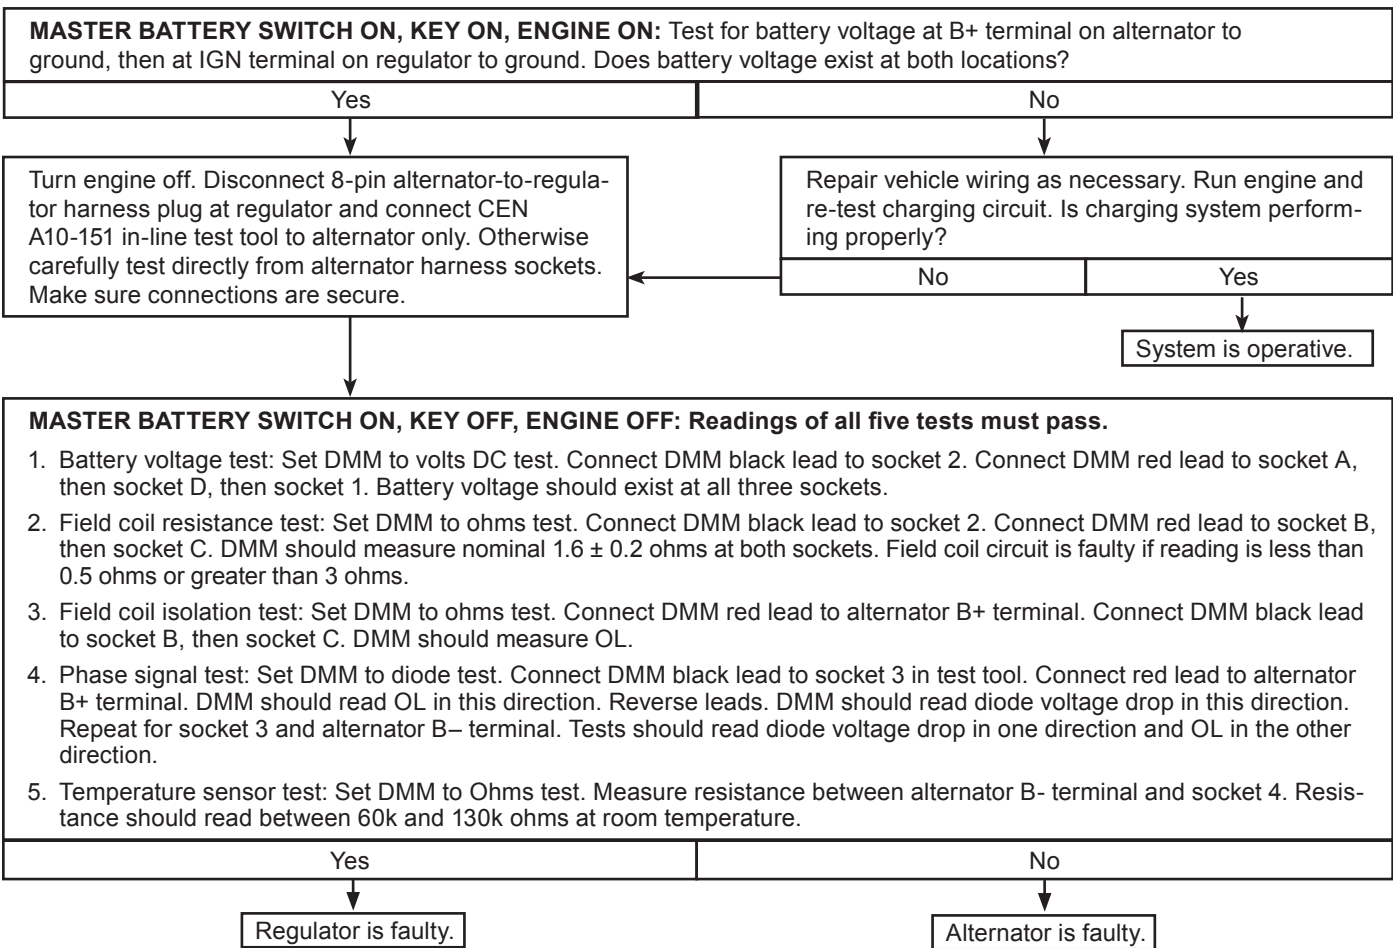 MASTER BATTERY SWITCH ON, KEY ON, ENGINE ON: Test for battery voltage at B+ terminal on alternator to
ground, then at IGN terminal on regulator to ground. Does battery voltage exist at both locations?
Yes
No
Turn engine off. Disconnect 8-pin alternator-to-regula-
tor harness plug at regulator and connect CEN
A10-151 in-line test tool to alternator only. Otherwise
carefully test directly from alternator harness sockets.
Make sure connections are secure.
Repair vehicle wiring as necessary. Run engine and
re-test charging circuit. Is charging system perform-
ing properly?
No
Yes
System is operative.
MASTER BATTERY SWITCH ON, KEY OFF, ENGINE OFF: Readings of all five tests must pass.
1. Battery voltage test: Set DMM to volts DC test. Connect DMM black lead to socket 2. Connect DMM red lead to socket A,
then socket D, then socket 1. Battery voltage should exist at all three sockets.
2. Field coil resistance test: Set DMM to ohms test. Connect DMM black lead to socket 2. Connect DMM red lead to socket B,
then socket C. DMM should measure nominal 1.6 ± 0.2 ohms at both sockets. Field coil circuit is faulty if reading is less than
0.5 ohms or greater than 3 ohms.
3. Field coil isolation test: Set DMM to ohms test. Connect DMM red lead to alternator B+ terminal. Connect DMM black lead
to socket B, then socket C. DMM should measure OL.
4. Phase signal test: Set DMM to diode test. Connect DMM black lead to socket 3 in test tool. Connect red lead to alternator
B+ terminal. DMM should read OL in this direction. Reverse leads. DMM should read diode voltage drop in this direction.
Repeat for socket 3 and alternator B– terminal. Tests should read diode voltage drop in one direction and OL in the other
direction.
5. Temperature sensor test: Set DMM to Ohms test. Measure resistance between alternator B- terminal and socket 4. Resis-
tance should read between 60k and 130k ohms at room temperature.
Yes
No
Regulator is faulty.
Alternator is faulty.